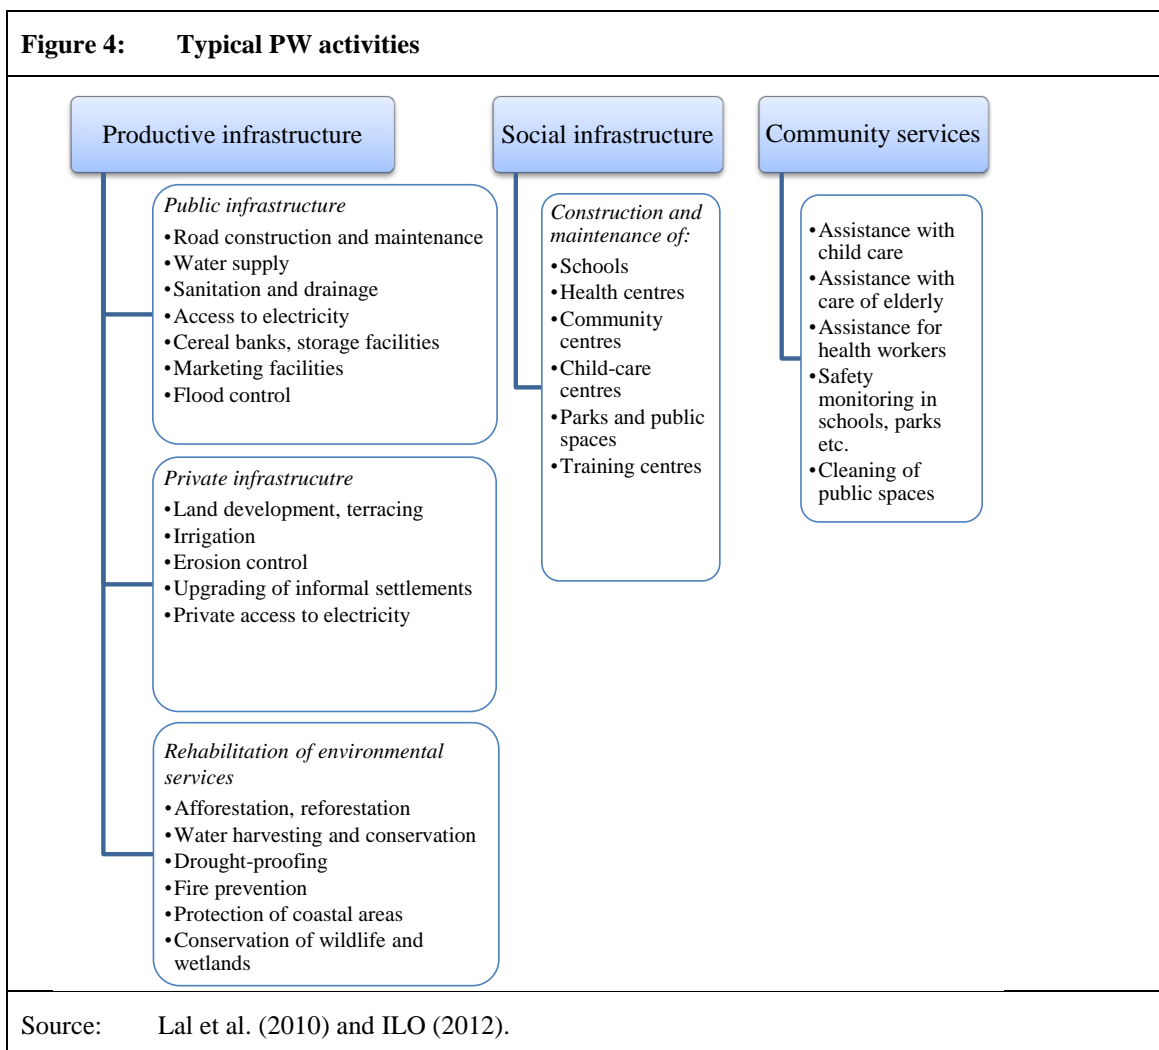 Figure 4: Typical PW activities
Productive infrastructure
Public infrastructure
•Road construction and maintenance
•Water supply
•Sanitation and drainage
•Access to electricity
•Cereal banks, storage facilities
•Marketing facilities
•Flood control
Private infrastrucutre
•Land development, terracing
•Irrigation
•Erosion control
•Upgrading of informal settlements
•Private access to electricity
Rehabilitation of environmental
services
•Afforestation, reforestation
•Water harvesting and conservation
•Drought-proofing
•Fire prevention
•Protection of coastal areas
•Conservation of wildlife and
wetlands
Social infrastructure
Construction and
maintenance of:
•Schools
•Health centres
•Community
centres
•Child-care
centres
•Parks and public
spaces
•Training centres
Community services
•Assistance with
child care
•Assistance with
care of elderly
•Assistance for
health workers
•Safety
monitoring in
schools, parks
etc.
•Cleaning of
public spaces
Source: Lal et al. (2010) and ILO (2012).